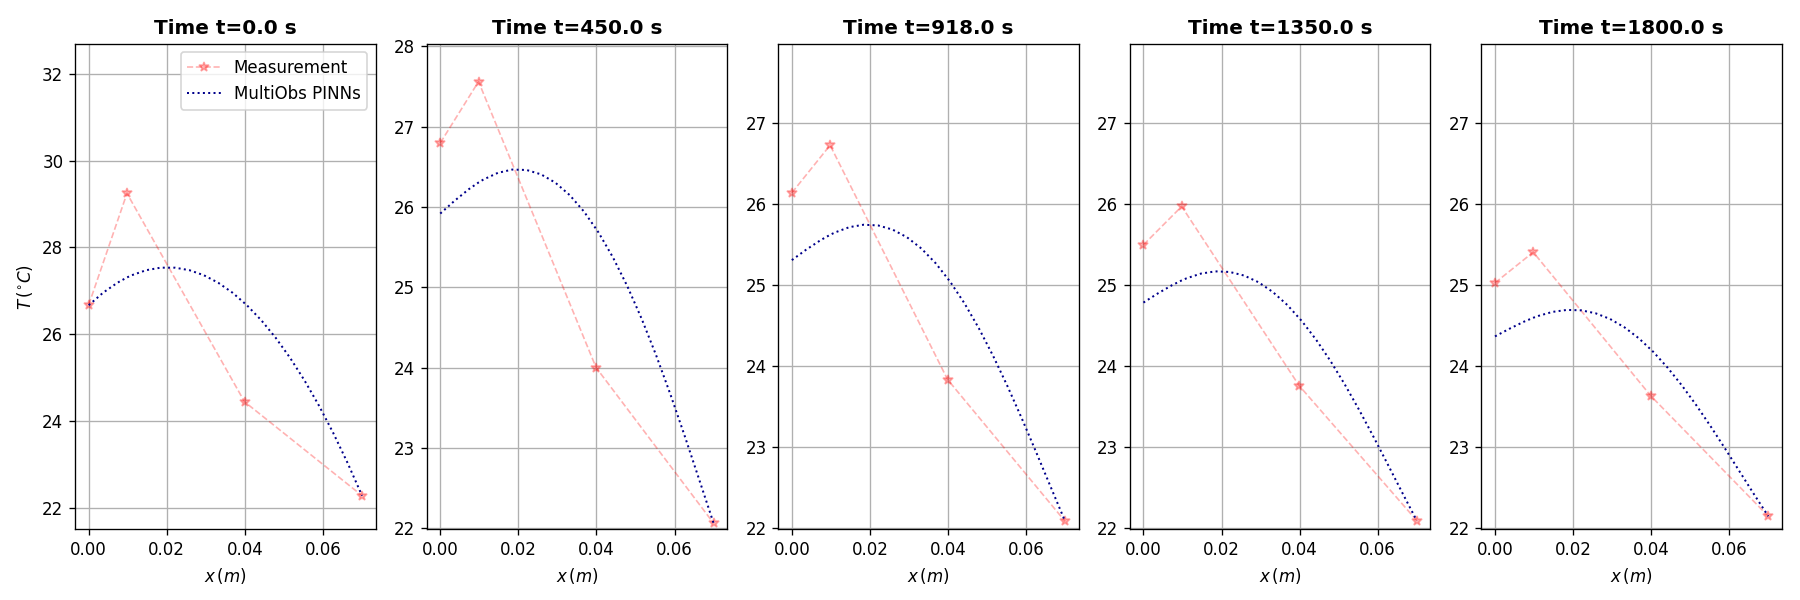 Time t=0.0 s
Time t=450.0 s
Time t=918.0 s
Time t=1350.0 s
Time t=1800.0 s
Measurement
MultiObs PINNs
T (°C)
32
30
28
26
24
22
0.00 0.02 0.04 0.06
x (m)
28
27
26
25
24
23
22
0.00 0.02 0.04 0.06
x (m)
27
26
25
24
23
22
0.00 0.02 0.04 0.06
x (m)
27
26
25
24
23
22
0.00 0.02 0.04 0.06
x (m)
27
26
25
24
23
22
0.00 0.02 0.04 0.06
x (m)